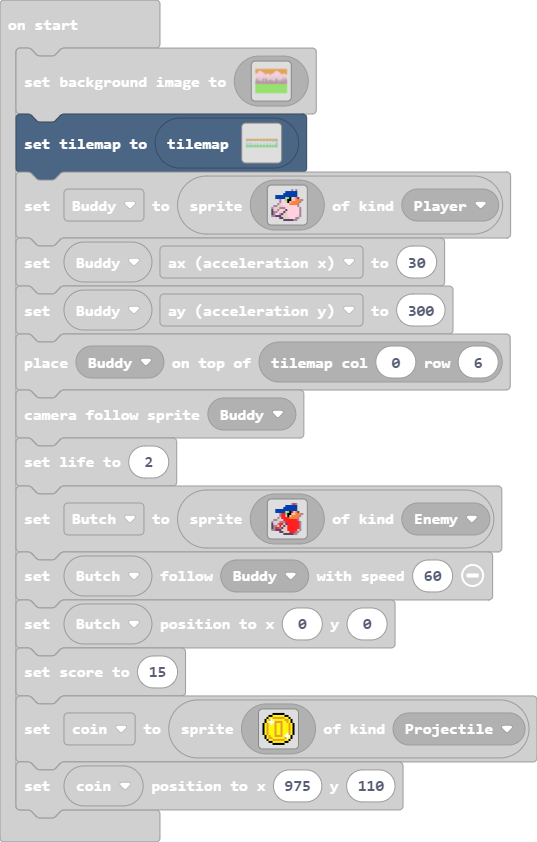 on start
set background image to
set tilemap to tilemap
set Buddy to sprite of kind Player
set Buddy ax (acceleration x) to 30
set Buddy ay (acceleration y) to 300
place Buddy on top of tilemap col 0 row 6
camera follow sprite Buddy
set life to 2
set Butch to sprite of kind Enemy
set Butch follow Buddy with speed 60
set Butch position to x 0 y 0
set score to 15
set coin to sprite of kind Projectile
set coin position to x 975 y 110